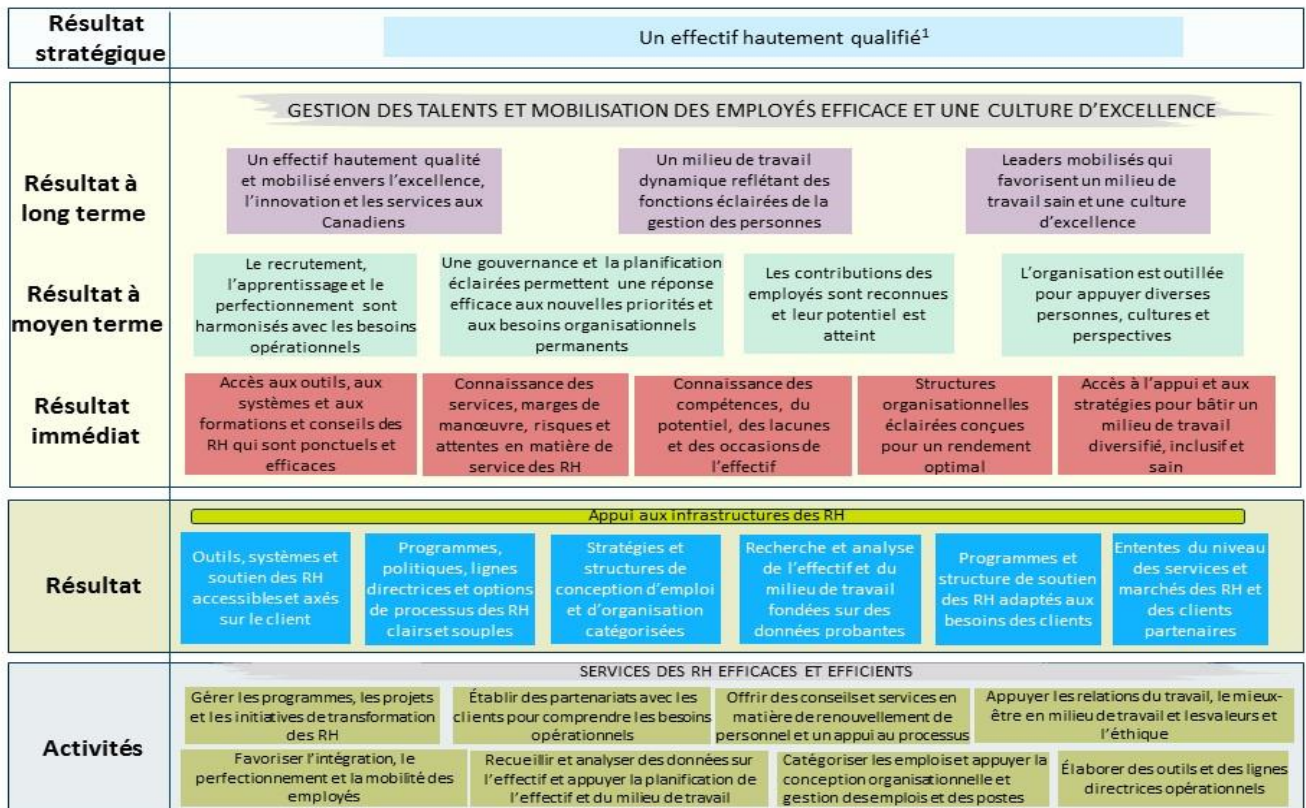 Résultat
stratégique
Un effectif hautement qualifié¹
GESTION DES TALENTS ET MOBILISATION DES EMPLOYÉS EFFICACE ET UNE CULTURE D'EXCELLENCE
Résultat à
long terme
Un effectif hautement qualité
et mobilisé envers l'excellence,
l'innovation et les services aux
Canadiens
Un milieu de travail
dynamique reflétant des
fonctions éclairées de la
gestion des personnes
Leaders mobilisés qui
favorisent un milieu de
travail sain et une culture
d'excellence
Résultat à
moyen terme
Le recrutement,
l'apprentissage et le
perfectionnement sont
harmonisés avec les besoins
opérationnels
Une gouvernance et la planification
éclairées permettent une réponse
efficace aux nouvelles priorités et
aux besoins organisationnels
permanents
Les contributions des
employés sont reconnues
et leur potentiel est
atteint
L'organisation est outillée
pour appuyer diverses
personnes, cultures et
perspectives
Résultat
immédiat
Accès aux outils, aux
systèmes et aux
formations et conseils des
RH qui sont ponctuels et
efficaces
Connaissance des
services, marges de
manœuvre, risques et
attentes en matière de
service des RH
Connaissance des
compétences, du
potentiel, des lacunes
et des occasions de
l'effectif
Structures
organisationnelles
éclairées conçues
pour un rendement
optimal
Accès à l'appui et aux
stratégies pour bâtir un
milieu de travail
diversifié, inclusif et
sain
Résultat
Appui aux infrastructures des RH
Outils, systèmes et
soutien des RH
accessibles et axés
sur le client
Programmes,
politiques, lignes
directrices et options
de processus des RH
clairs et souples
Stratégies et
structures de
conception d'emploi
et d'organisation
catégorisées
Recherche et analyse
de l'effectif et du
milieu de travail
fondées sur des
données probantes
Programmes et
structure de soutien
des RH adaptés aux
besoins des clients
Ententes du niveau
des services et
marchés des RH et
des clients
partenaires
Activités
SERVICES DES RH EFFICACES ET EFFICIENTS
Gérer les programmes, les projets
et les initiatives de transformation
des RH
Établir des partenariats avec les
clients pour comprendre les besoins
opérationnels
Offrir des conseils et services en
matière de renouvellement de
personnel et un appui au processus
Appuyer les relations du travail, le mieux-
être en milieu de travail et les valeurs et
l'éthique
Favoriser l'intégration, le
perfectionnement et la mobilité des
employés
Recueillir et analyser des données sur
l'effectif et appuyer la planification de
l'effectif et du milieu de travail
Catégoriser les emplois et appuyer la
conception organisationnelle et
gestion des emplois et des postes
Élaborer des outils et des lignes
directrices opérationnels